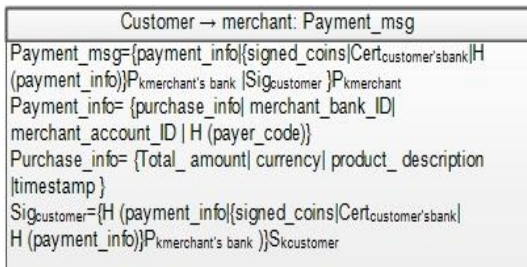 Customer → merchant: Payment_msg
Payment_msg={payment_info|{signed_coins|Certcustomer'sbank|H
(payment_info)}Pkmerchant's bank |Sigcustomer }Pkmerchant
Payment_info= {purchase_info| merchant_bank_ID|
merchant_account_ID | H (payer_code)}
Purchase_info= {Total_ amount| currency| product_ description
|timestamp }
Sigcustomer={H (payment_info|{signed_coins|Certcustomer'sbank|
H (payment_info)}Pkmerchant's bank )}Skcustomer